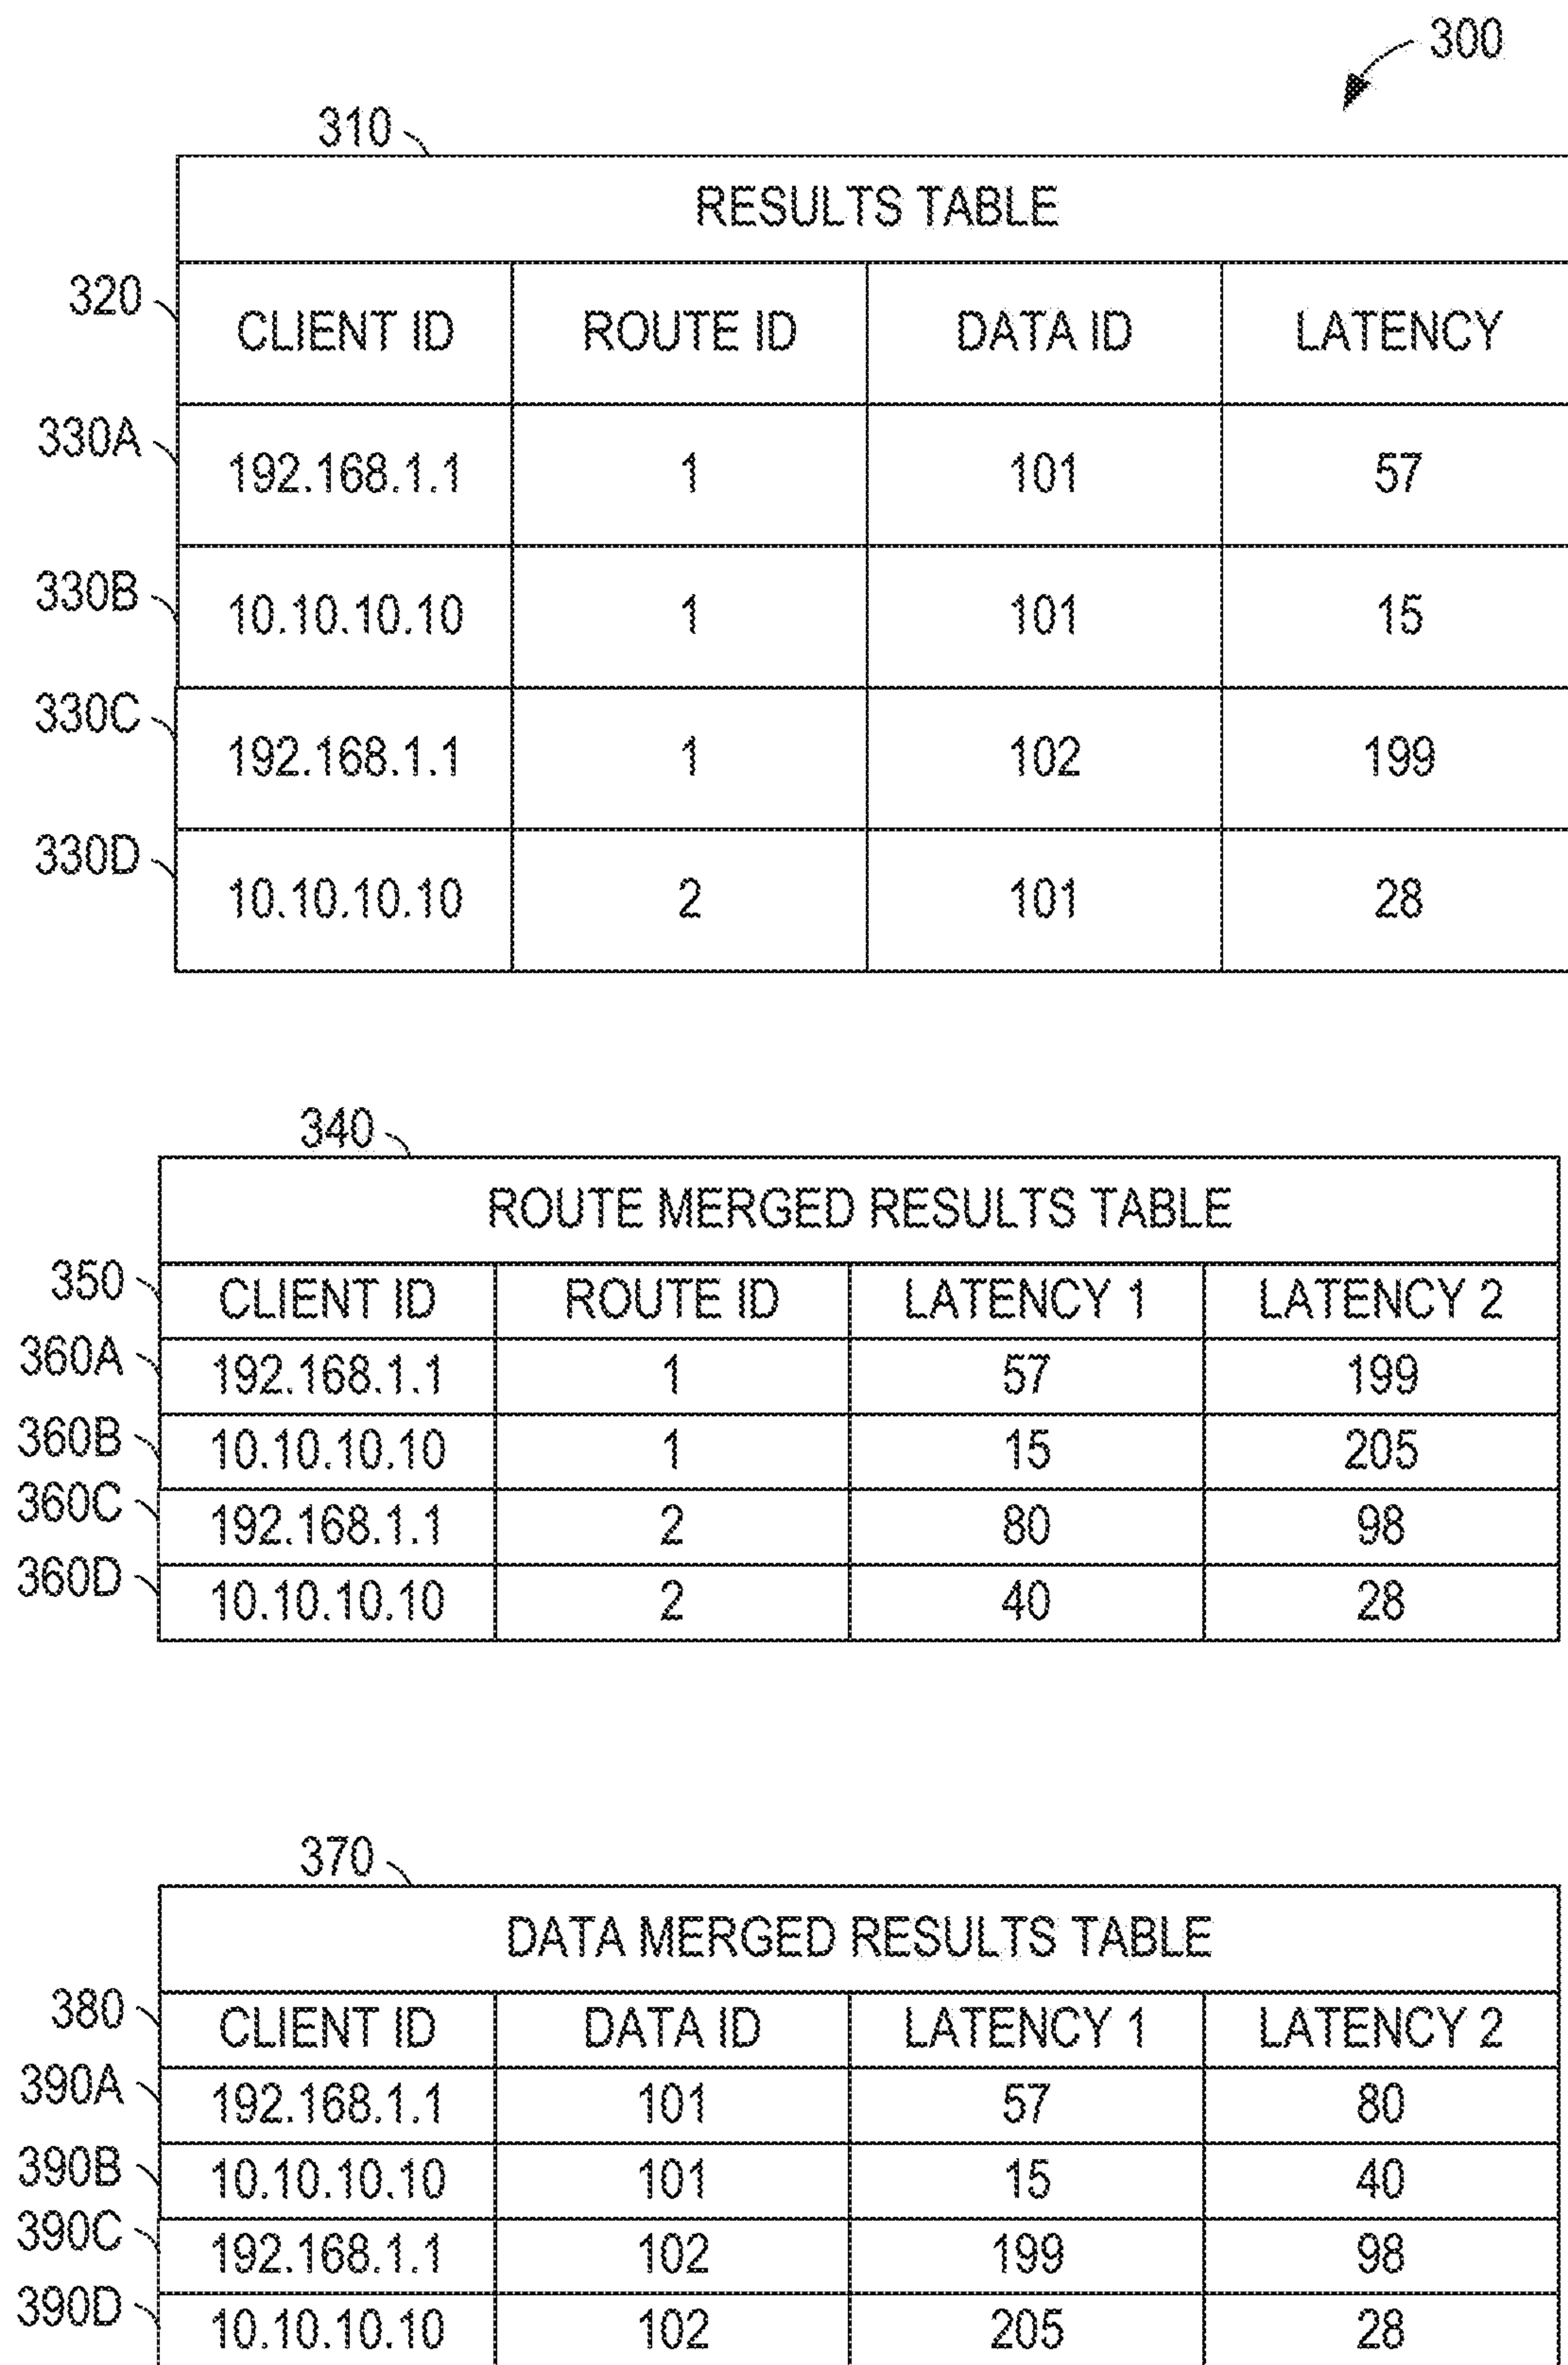 300
310
RESULTS TABLE
320 CLIENT ID ROUTE ID DATA ID LATENCY
330A 192.168.1.1 1 101 57
330B 10.10.10.10 1 101 15
330C 192.168.1.1 1 102 199
330D 10.10.10.10 2 101 28
340
ROUTE MERGED RESULTS TABLE
350 CLIENT ID ROUTE ID LATENCY 1 LATENCY 2
360A 192.168.1.1 1 57 199
360B 10.10.10.10 1 15 205
360C 192.168.1.1 2 80 98
360D 10.10.10.10 2 40 28
370
DATA MERGED RESULTS TABLE
380 CLIENT ID DATA ID LATENCY 1 LATENCY 2
390A 192.168.1.1 101 57 80
390B 10.10.10.10 101 15 40
390C 192.168.1.1 102 199 98
390D 10.10.10.10 102 205 28